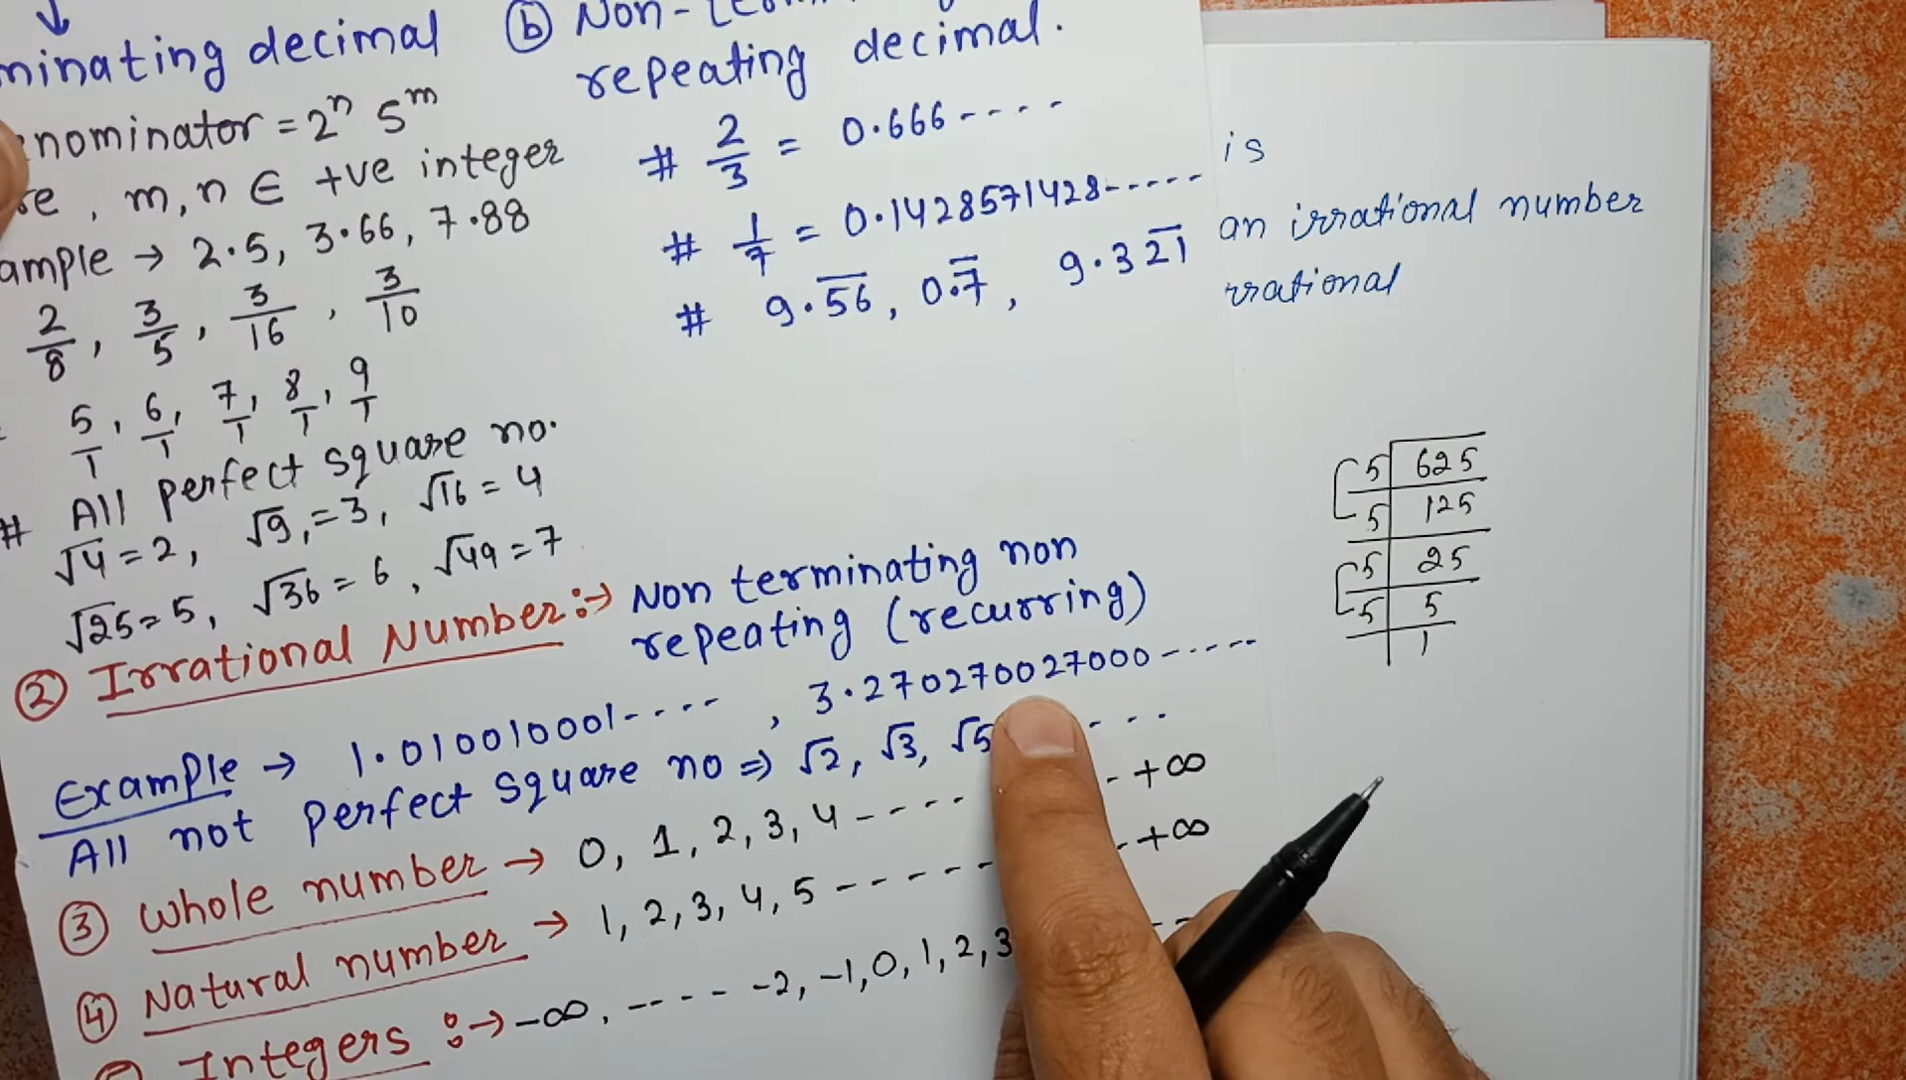 minating decimal
nominator = 2ⁿ 5ᵐ
re, m, n ∈ +ve integer
ample → 2.5, 3.66, 7.88
2/8, 3/5, 3/16, 3/10
5/1, 6/1, 7/1, 8/1, 9/1
# All perfect square no.
√4 = 2, √9, = 3, √16 = 4
√25 = 5, √36 = 6, √49 = 7
ⓑ Non-
repeating decimal.
# 2/3 = 0.666----
# 1/7 = 0.1428571428-----
# 9.5̅6̅, 0.7̅, 9.32̅1̅
② Irrational Number :→ Non terminating non
repeating (recurring)
Example → 1.010010001----, 3.270270027000-----
All not perfect square no ⇒ √2, √3, √5 ---
③ Whole number → 0, 1, 2, 3, 4 ---- - +∞
④ Natural number → 1, 2, 3, 4, 5 ----- - +∞
Integers :→ -∞, ---- -2, -1, 0, 1, 2, 3 --
is
an irrational number
rrational
5 | 625
5 | 125
5 | 25
5 | 5
1